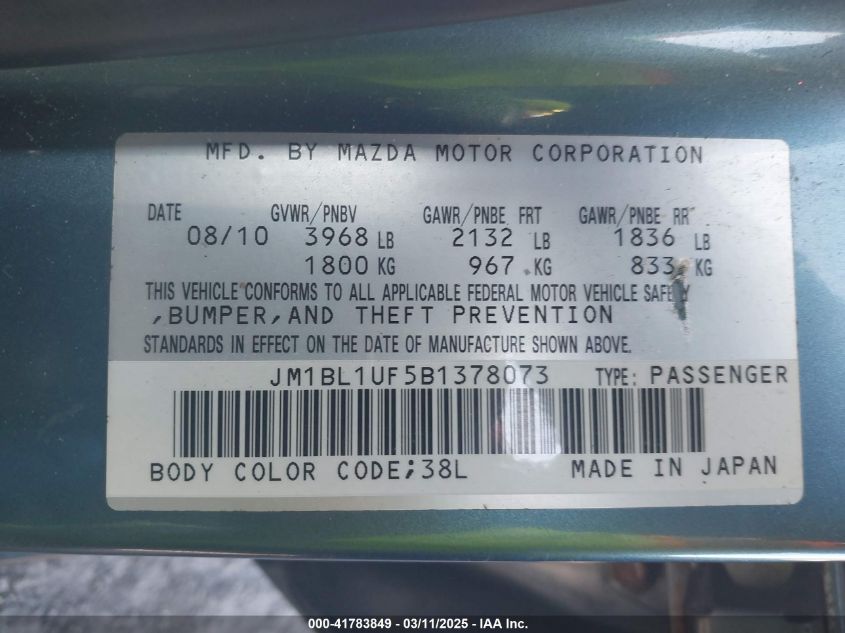 MFD. BY MAZDA MOTOR CORPORATION
DATE GVWR/PNBV GAWR/PNBE FRT GAWR/PNBE RR
08/10 3968 LB 2132 LB 1836 LB
1800 KG 967 KG 833 KG
THIS VEHICLE CONFORMS TO ALL APPLICABLE FEDERAL MOTOR VEHICLE SAFETY
,BUMPER,AND THEFT PREVENTION
STANDARDS IN EFFECT ON THE DATE OF MANUFACTURE SHOWN ABOVE.
JM1BL1UF5B1378073 TYPE: PASSENGER
BODY COLOR CODE;38L MADE IN JAPAN
000-41783849 - 03/11/2025 - IAA Inc.